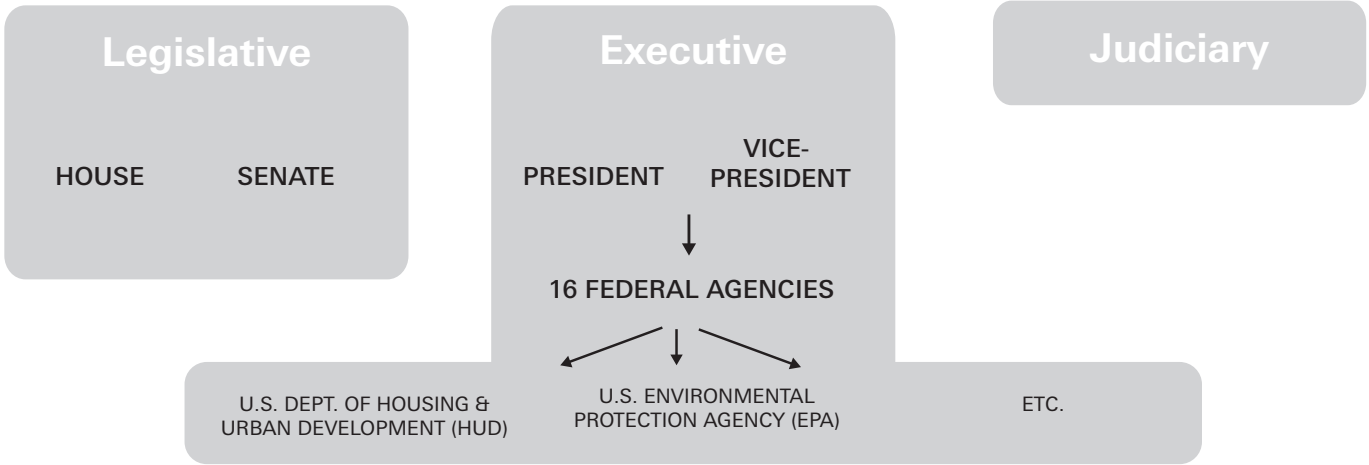 Legislative
HOUSE
SENATE
Executive
PRESIDENT
VICE-
PRESIDENT
16 FEDERAL AGENCIES
U.S. DEPT. OF HOUSING &
URBAN DEVELOPMENT (HUD)
U.S. ENVIRONMENTAL
PROTECTION AGENCY (EPA)
ETC.
Judiciary